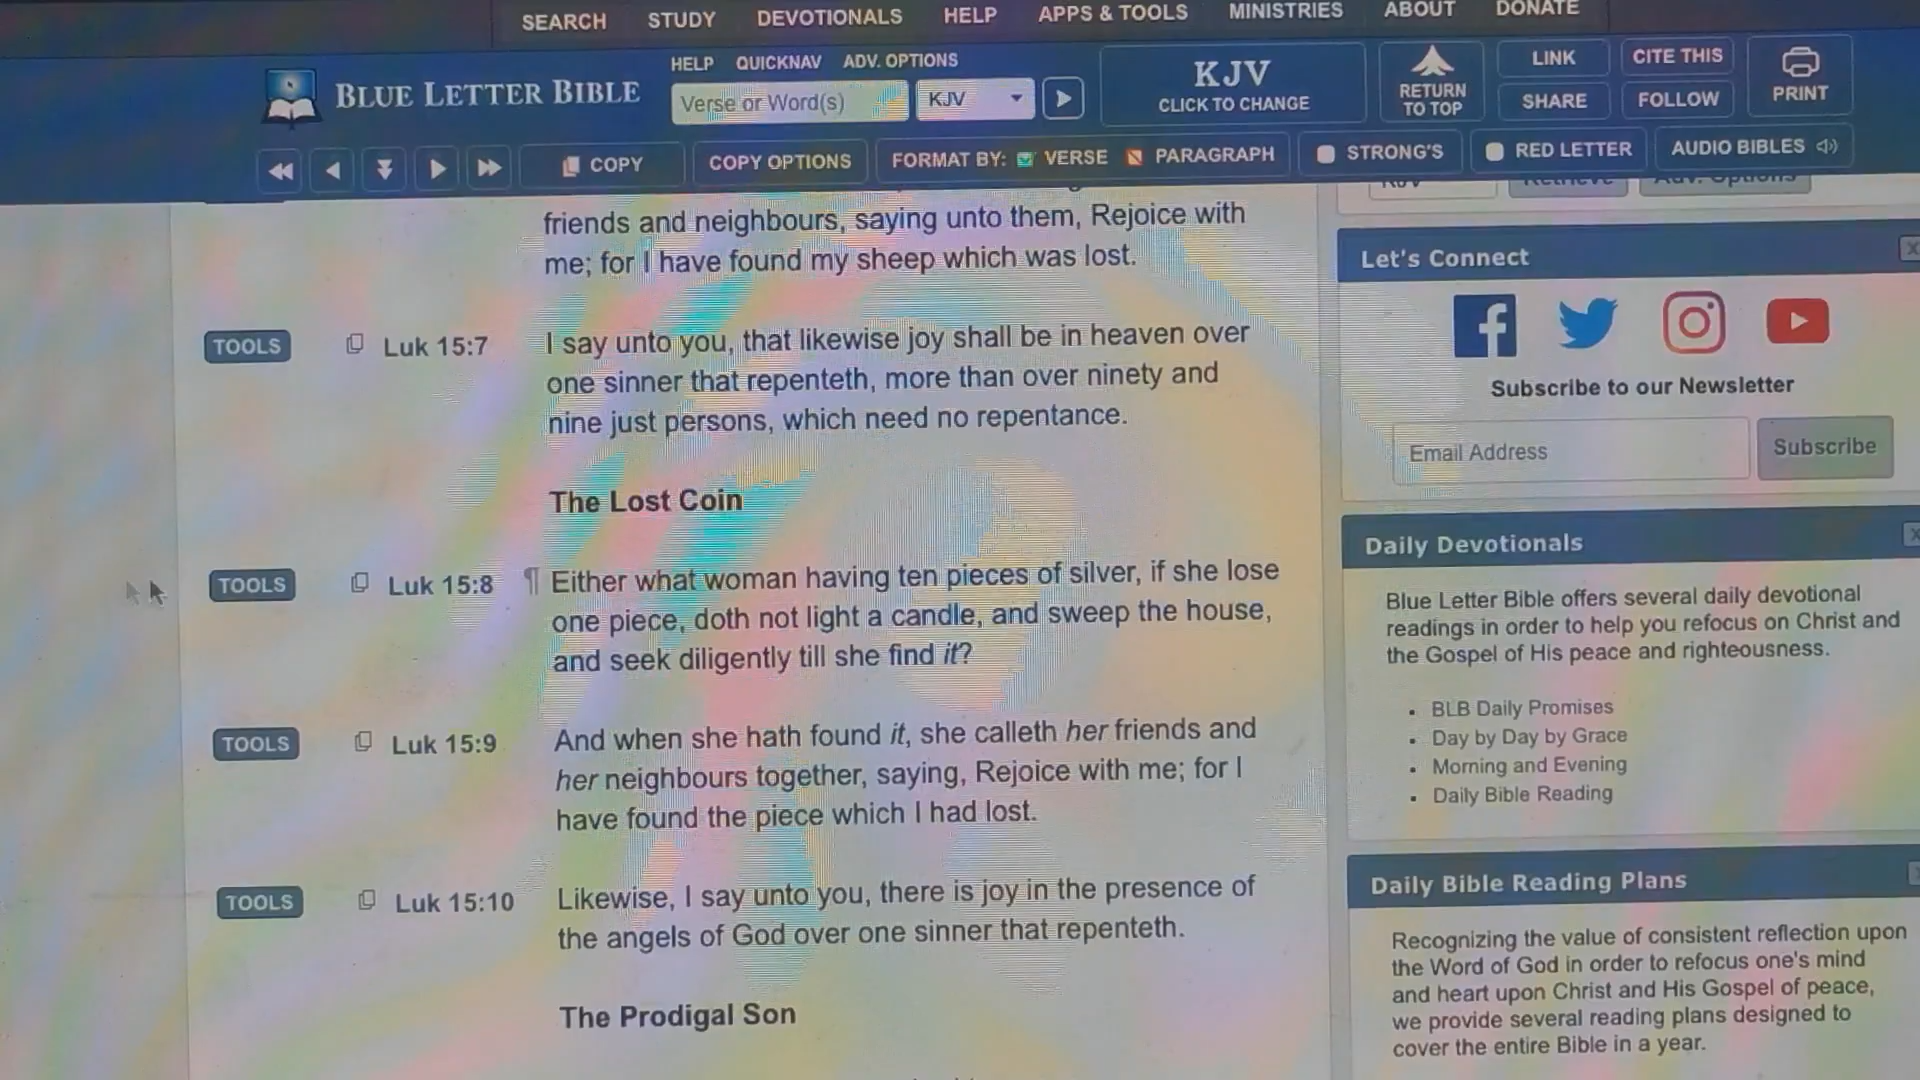 SEARCH STUDY DEVOTIONALS HELP APPS & TOOLS MINISTRIES ABOUT DONATE
BLUE LETTER BIBLE
HELP QUICKNAV ADV. OPTIONS
Verse or Word(s) KJV
KJV
CLICK TO CHANGE
RETURN
TO TOP
LINK CITE THIS
SHARE FOLLOW
PRINT
COPY COPY OPTIONS FORMAT BY: VERSE PARAGRAPH STRONG'S RED LETTER AUDIO BIBLES
KJV Retrieve Adv. Options
friends and neighbours, saying unto them, Rejoice with
me; for I have found my sheep which was lost.
TOOLS Luk 15:7 I say unto you, that likewise joy shall be in heaven over
one sinner that repenteth, more than over ninety and
nine just persons, which need no repentance.
The Lost Coin
TOOLS Luk 15:8 ¶ Either what woman having ten pieces of silver, if she lose
one piece, doth not light a candle, and sweep the house,
and seek diligently till she find it?
TOOLS Luk 15:9 And when she hath found it, she calleth her friends and
her neighbours together, saying, Rejoice with me; for I
have found the piece which I had lost.
TOOLS Luk 15:10 Likewise, I say unto you, there is joy in the presence of
the angels of God over one sinner that repenteth.
The Prodigal Son
Let's Connect
Subscribe to our Newsletter
Email Address Subscribe
Daily Devotionals
Blue Letter Bible offers several daily devotional
readings in order to help you refocus on Christ and
the Gospel of His peace and righteousness.
BLB Daily Promises
Day by Day by Grace
Morning and Evening
Daily Bible Reading
Daily Bible Reading Plans
Recognizing the value of consistent reflection upon
the Word of God in order to refocus one's mind
and heart upon Christ and His Gospel of peace,
we provide several reading plans designed to
cover the entire Bible in a year.